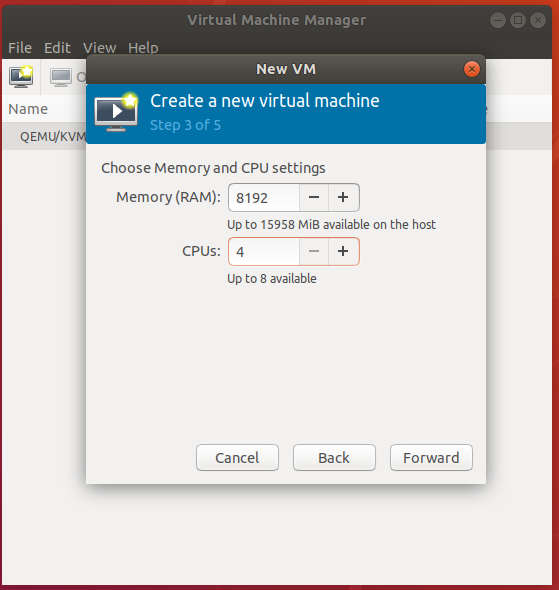 Virtual Machine Manager
File Edit View Help
New VM
Create a new virtual machine
Step 3 of 5
Name
QEMU/KVM
Choose Memory and CPU settings
Memory (RAM): 8192 − +
Up to 15958 MiB available on the host
CPUs: 4 − +
Up to 8 available
Cancel Back Forward